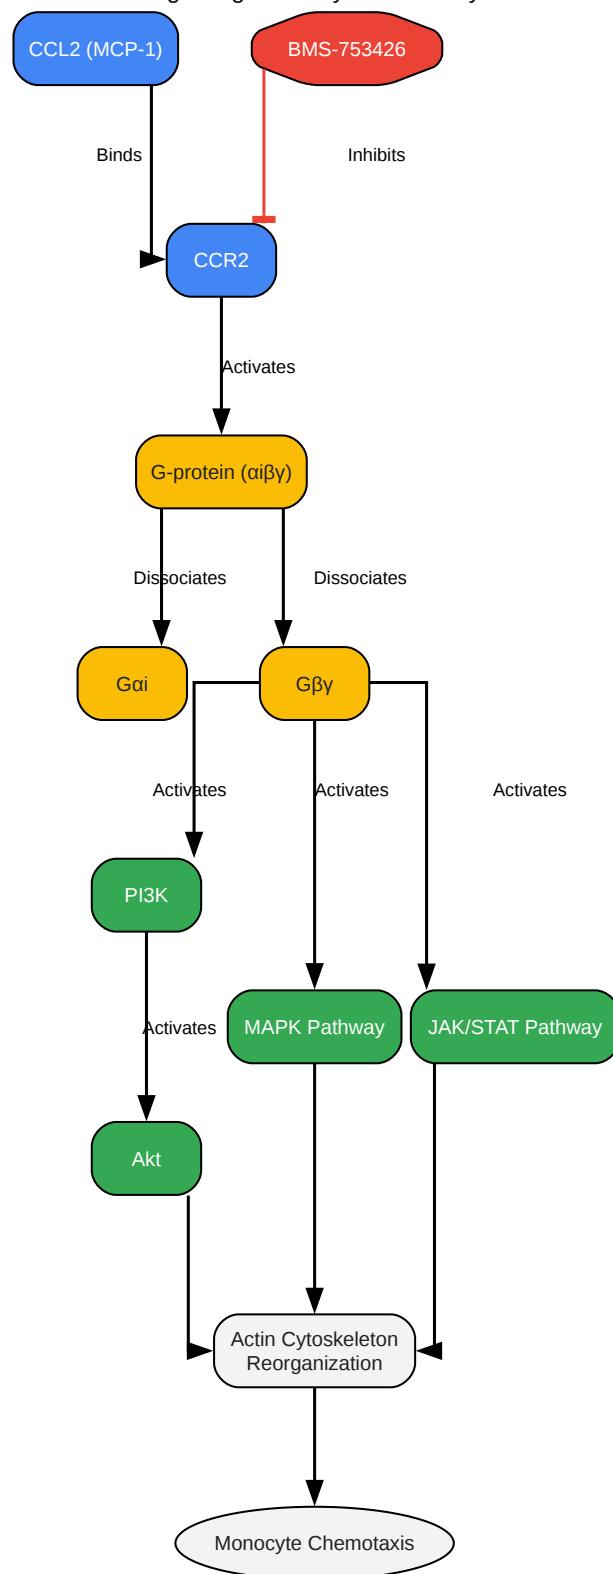 CCL2 (MCP-1)
BMS-753426
Binds
Inhibits
CCR2
Activates
G-protein (αiβγ)
Dissociates
Dissociates
Gαi
Gβγ
Activates
Activates
Activates
PI3K
Activates
MAPK Pathway
JAK/STAT Pathway
Akt
Actin Cytoskeleton
Reorganization
Monocyte Chemotaxis